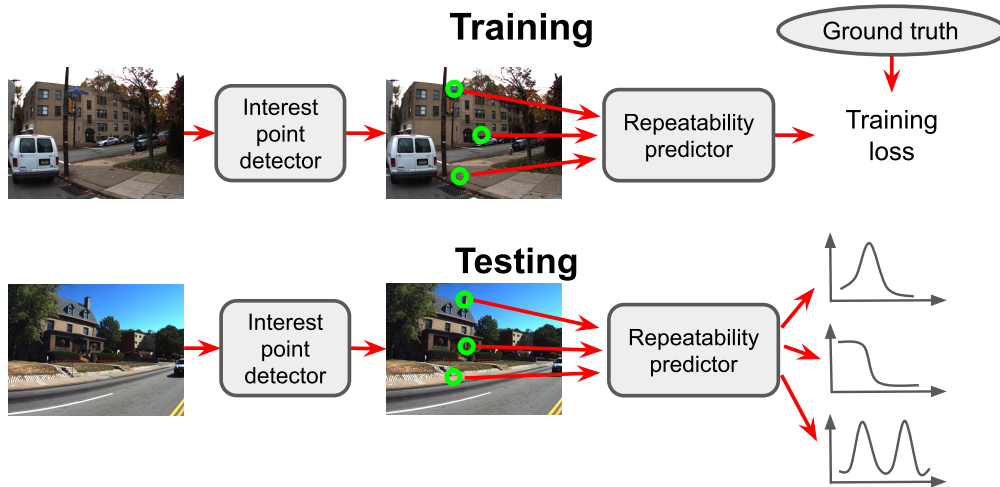 Training
Ground truth
Interest
point
detector
Repeatability
predictor
Training
loss
Testing
Interest
point
detector
Repeatability
predictor